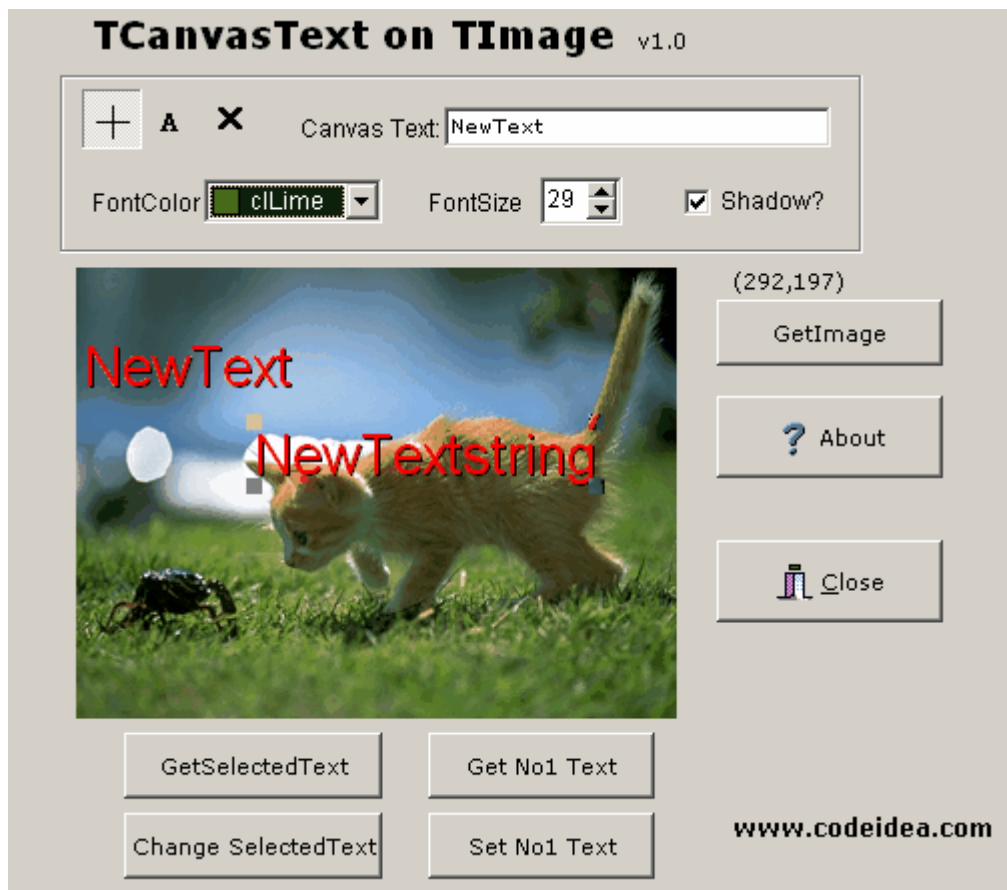 TCanvasText on TImage v1.0
A Canvas Text: NewText
FontColor clLime FontSize 29 Shadow?
(292,197)
GetImage
NewText
About
NewTextstring
Close
GetSelectedText Get No1 Text
Change SelectedText Set No1 Text
www.codeidea.com